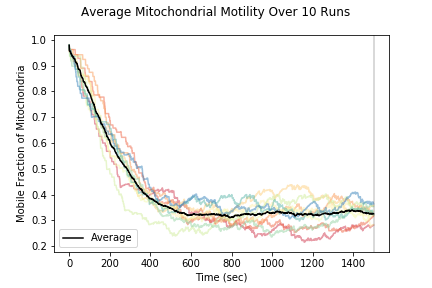 Average Mitochondrial Motility Over 10 Runs
1.0
0.9
0.8
0.7
0.6
0.5
0.4
0.3
0.2
Mobile Fraction of Mitochondria
Average
0 200 400 600 800 1000 1200 1400
Time (sec)